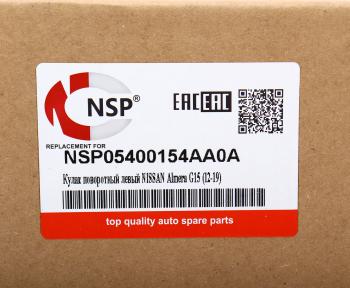 NSP®
EAC EAC
REPLACEMENT FOR
NSP05400154AA0A
Кулак поворотный левый NISSAN Almera G15 (12-19)
top quality auto spare parts